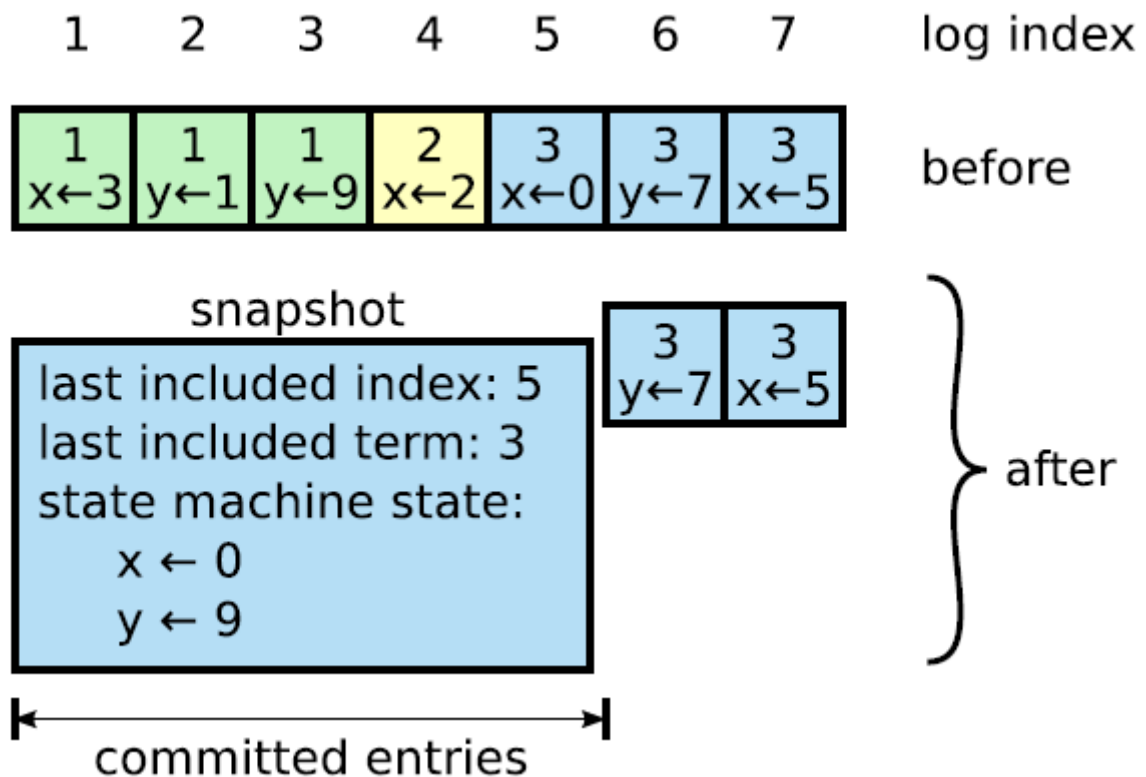 1 2 3 4 5 6 7 log index
1 1 1 2 3 3 3
x←3 y←1 y←9 x←2 x←0 y←7 x←5
before
snapshot
3 3
y←7 x←5
last included index: 5
last included term: 3
state machine state:
x ← 0
y ← 9
after
committed entries